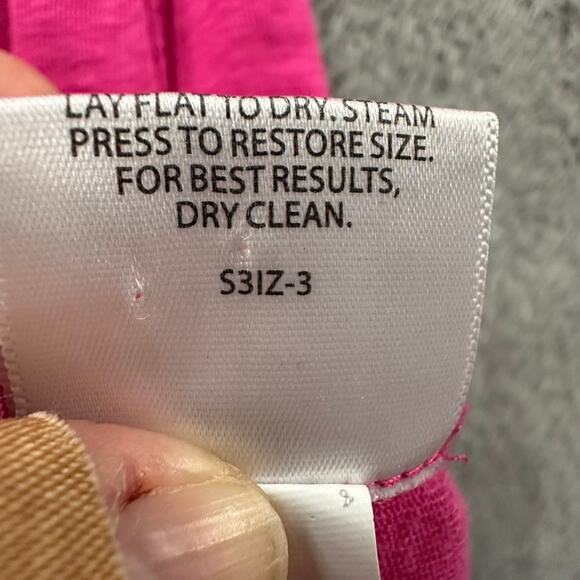 LAY FLAT TO DRY. STEAM
PRESS TO RESTORE SIZE.
FOR BEST RESULTS,
DRY CLEAN.
S3IZ-3